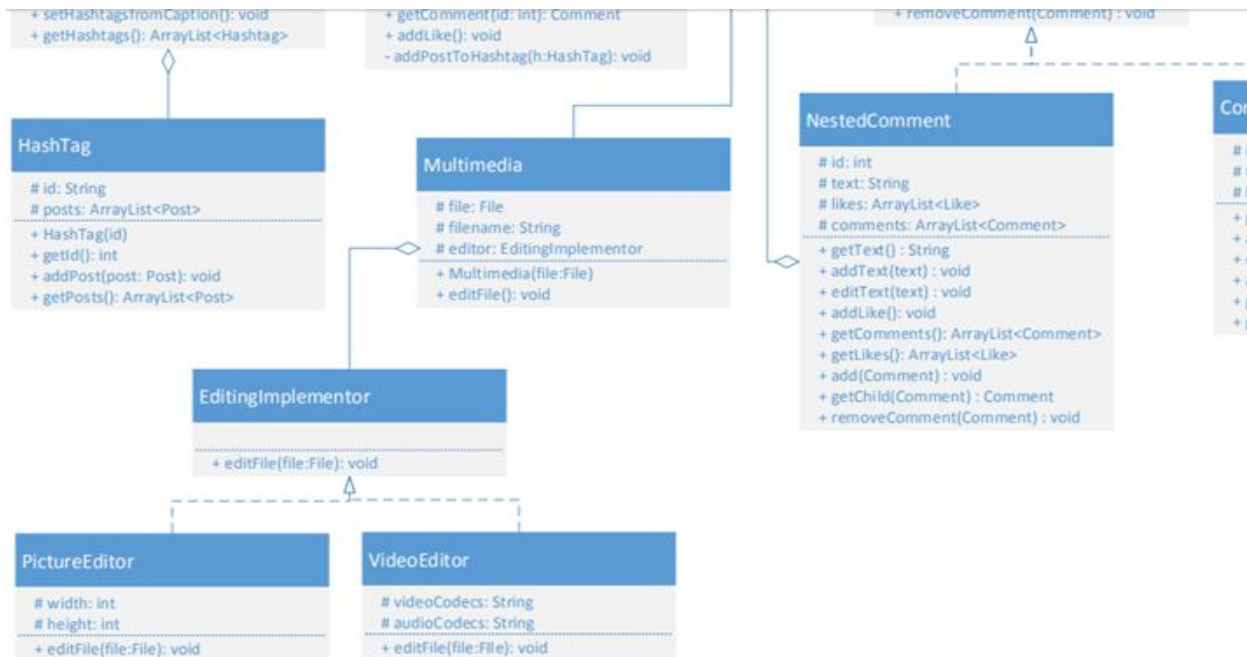 + setHashtagsfromCaption(): void
+ getHashtags(): ArrayList<Hashtag>
+ getComment(id: int): Comment
+ addLike(): void
- addPostToHashtag(h:HashTag): void
+ removeComment(Comment) : void
HashTag
# id: String
# posts: ArrayList<Post>
+ HashTag(id)
+ getId(): int
+ addPost(post: Post): void
+ getPosts(): ArrayList<Post>
Multimedia
# file: File
# filename: String
# editor: EditingImplementor
+ Multimedia(file:File)
+ editFile(): void
NestedComment
# id: int
# text: String
# likes: ArrayList<Like>
# comments: ArrayList<Comment>
+ getText() : String
+ addText(text) : void
+ editText(text) : void
+ addLike(): void
+ getComments(): ArrayList<Comment>
+ getLikes(): ArrayList<Like>
+ add(Comment) : void
+ getChild(Comment) : Comment
+ removeComment(Comment) : void
EditingImplementor
+ editFile(file:File): void
PictureEditor
# width: int
# height: int
+ editFile(file:File): void
VideoEditor
# videoCodecs: String
# audioCodecs: String
+ editFile(file:File): void